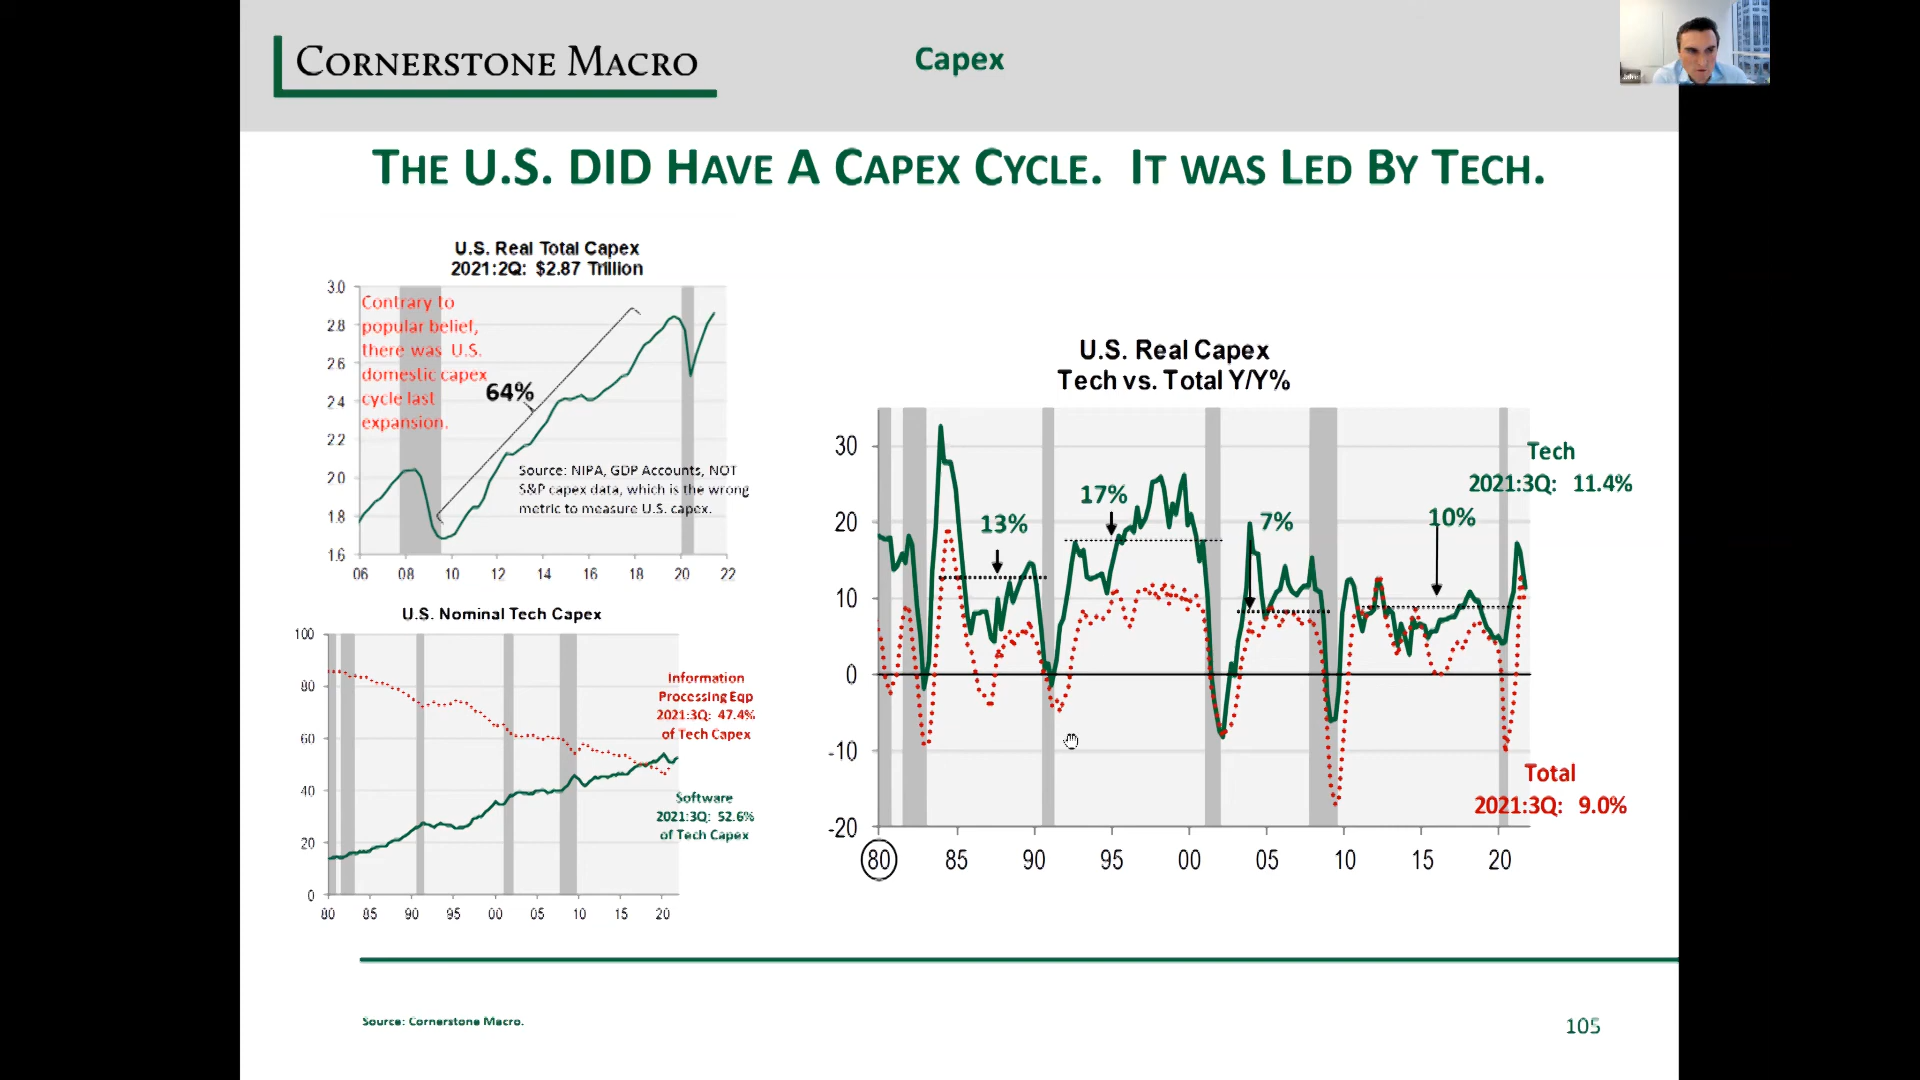 CORNERSTONE MACRO
Capex
THE U.S. DID HAVE A CAPEX CYCLE. IT WAS LED BY TECH.
U.S. Real Total Capex
2021:2Q: $2.87 Trillion
3.0
2.8
2.6
2.4
2.2
2.0
1.8
1.6
Contrary to
popular belief,
there was U.S.
domestic capex
cycle last
expansion.
64%
Source: NIPA, GDP Accounts, NOT
S&P capex data, which is the wrong
metric to measure U.S. capex.
06 08 10 12 14 16 18 20 22
U.S. Nominal Tech Capex
100
80
60
40
20
0
Information
Processing Eqp
2021:3Q: 47.4%
of Tech Capex
Software
2021:3Q: 52.6%
of Tech Capex
80 85 90 95 00 05 10 15 20
U.S. Real Capex
Tech vs. Total Y/Y%
30
20
10
0
-10
-20
13%
17%
7%
10%
Tech
2021:3Q: 11.4%
Total
2021:3Q: 9.0%
80 85 90 95 00 05 10 15 20
Source: Cornerstone Macro.
105